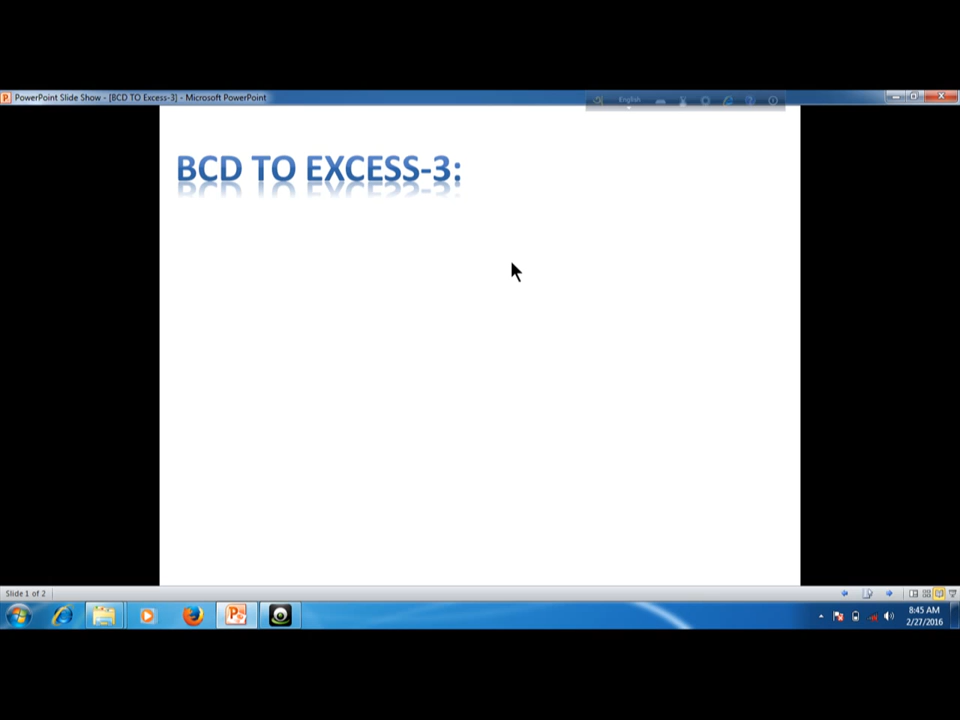 PowerPoint Slide Show - [BCD TO Excess-3] - Microsoft PowerPoint
English
BCD TO EXCESS-3:
Slide 1 of 2
8:45 AM
2/27/2016